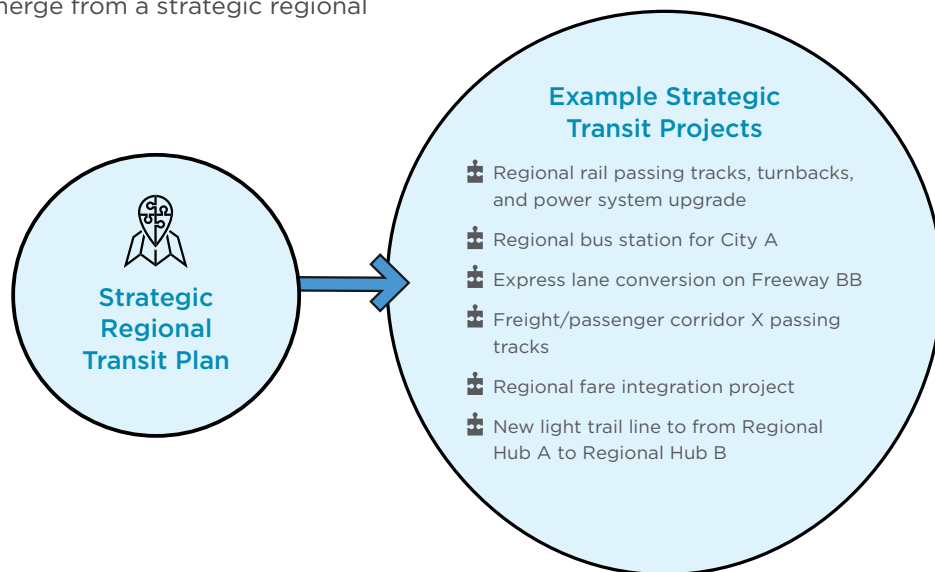 merge from a strategic regional
Example Strategic
Transit Projects
Regional rail passing tracks, turnbacks,
and power system upgrade
Regional bus station for City A
Express lane conversion on Freeway BB
Freight/passenger corridor X passing
tracks
Regional fare integration project
New light trail line to from Regional
Hub A to Regional Hub B
Strategic
Regional
Transit Plan